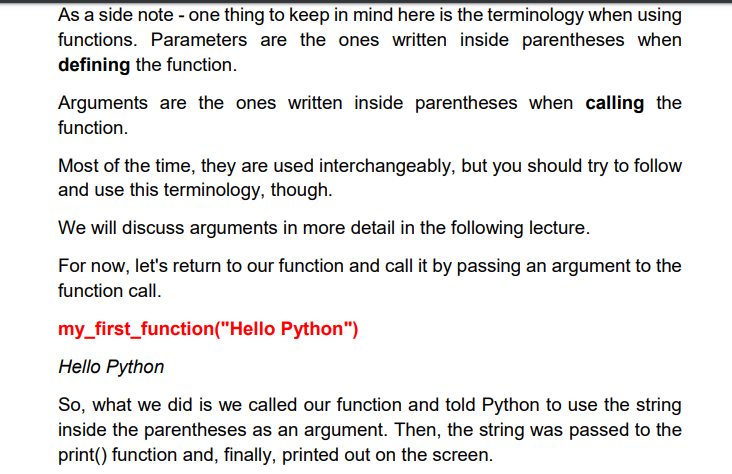 As a side note - one thing to keep in mind here is the terminology when using
functions. Parameters are the ones written inside parentheses when
defining the function.
Arguments are the ones written inside parentheses when calling the
function.
Most of the time, they are used interchangeably, but you should try to follow
and use this terminology, though.
We will discuss arguments in more detail in the following lecture.
For now, let's return to our function and call it by passing an argument to the
function call.
my_first_function("Hello Python")
Hello Python
So, what we did is we called our function and told Python to use the string
inside the parentheses as an argument. Then, the string was passed to the
print() function and, finally, printed out on the screen.